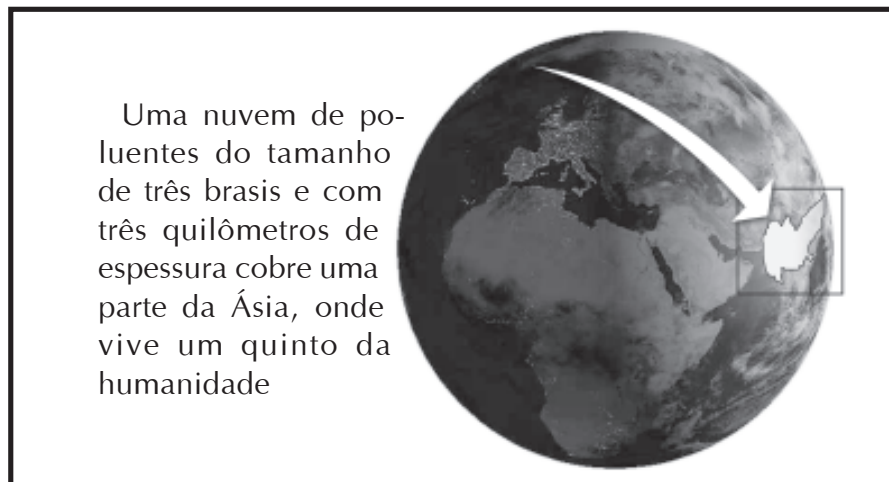 Uma nuvem de po-
luentes do tamanho
de três brasis e com
três quilômetros de
espessura cobre uma
parte da Ásia, onde
vive um quinto da
humanidade